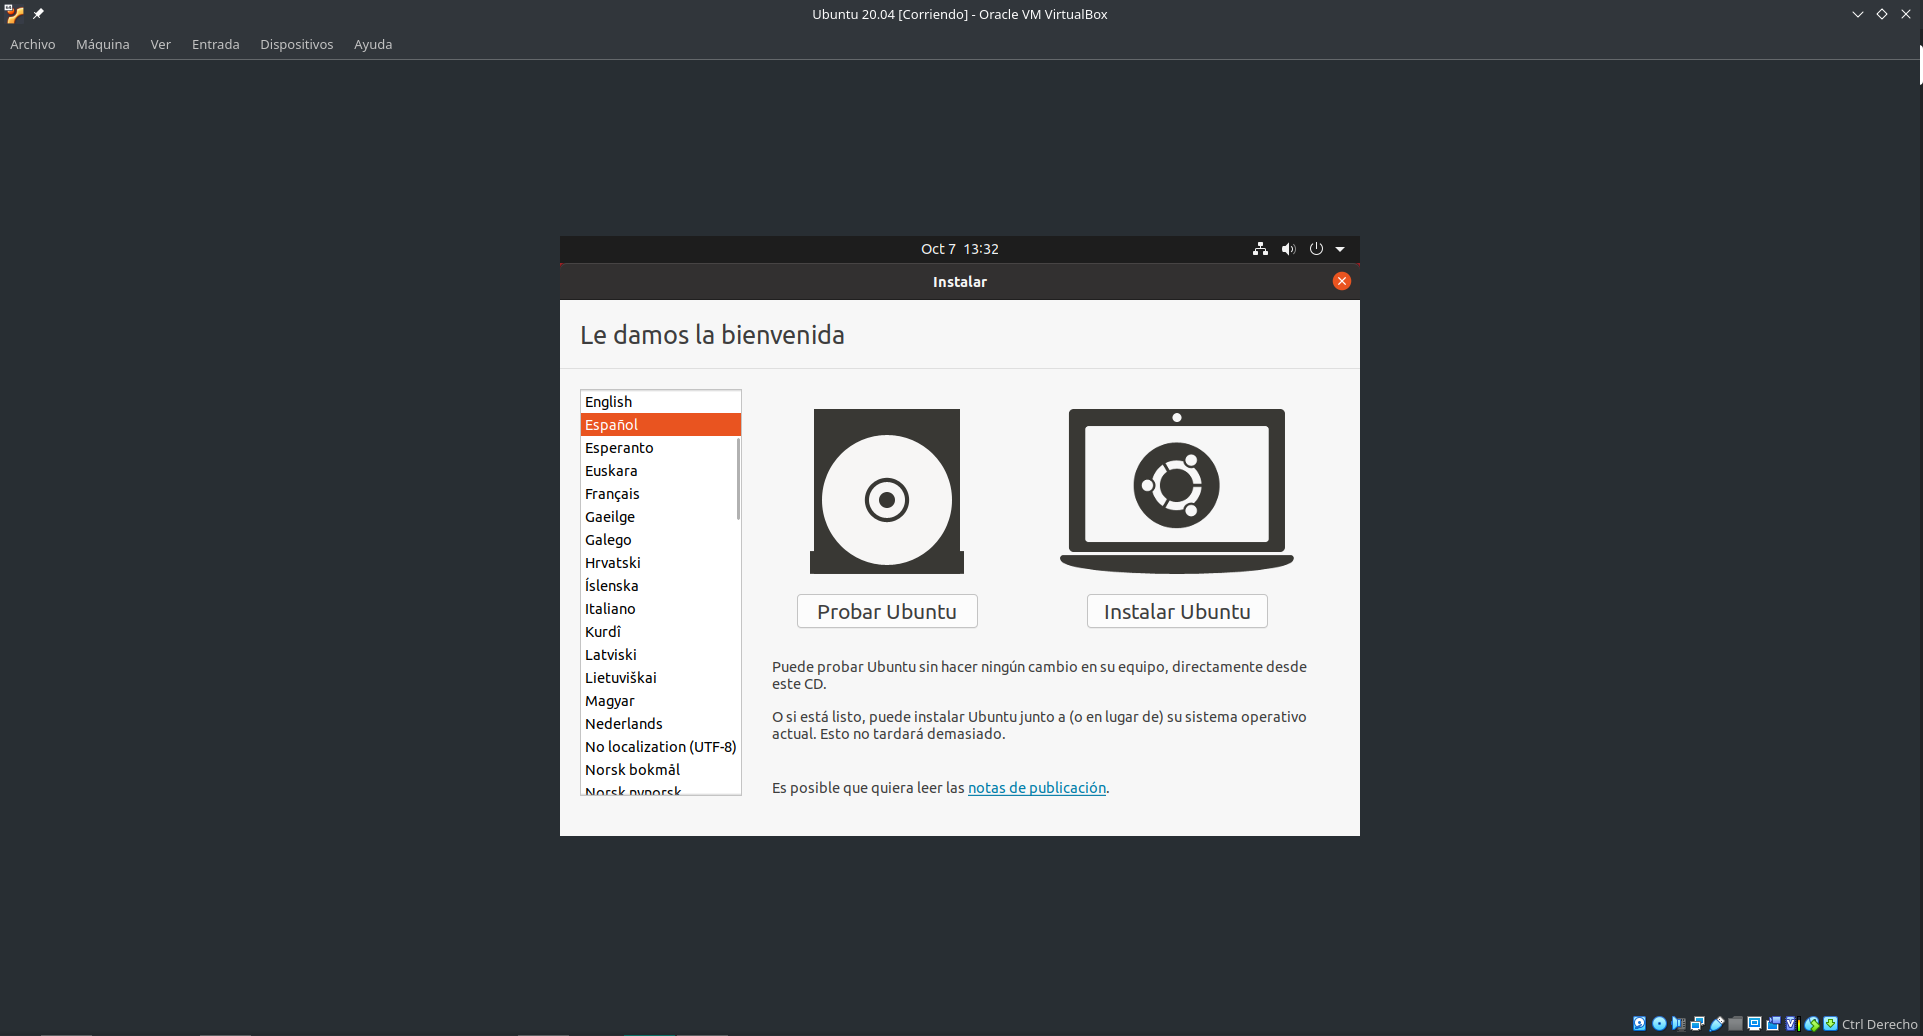 Ubuntu 20.04 [Corriendo] - Oracle VM VirtualBox
Archivo Máquina Ver Entrada Dispositivos Ayuda
Oct 7 13:32
Instalar
Le damos la bienvenida
English
Español
Esperanto
Euskara
Français
Gaeilge
Galego
Hrvatski
Íslenska
Italiano
Kurdî
Latviski
Lietuviškai
Magyar
Nederlands
No localization (UTF-8)
Norsk bokmål
Norsk nynorsk
Probar Ubuntu
Instalar Ubuntu
Puede probar Ubuntu sin hacer ningún cambio en su equipo, directamente desde
este CD.
O si está listo, puede instalar Ubuntu junto a (o en lugar de) su sistema operativo
actual. Esto no tardará demasiado.
Es posible que quiera leer las notas de publicación.
Ctrl Derecho